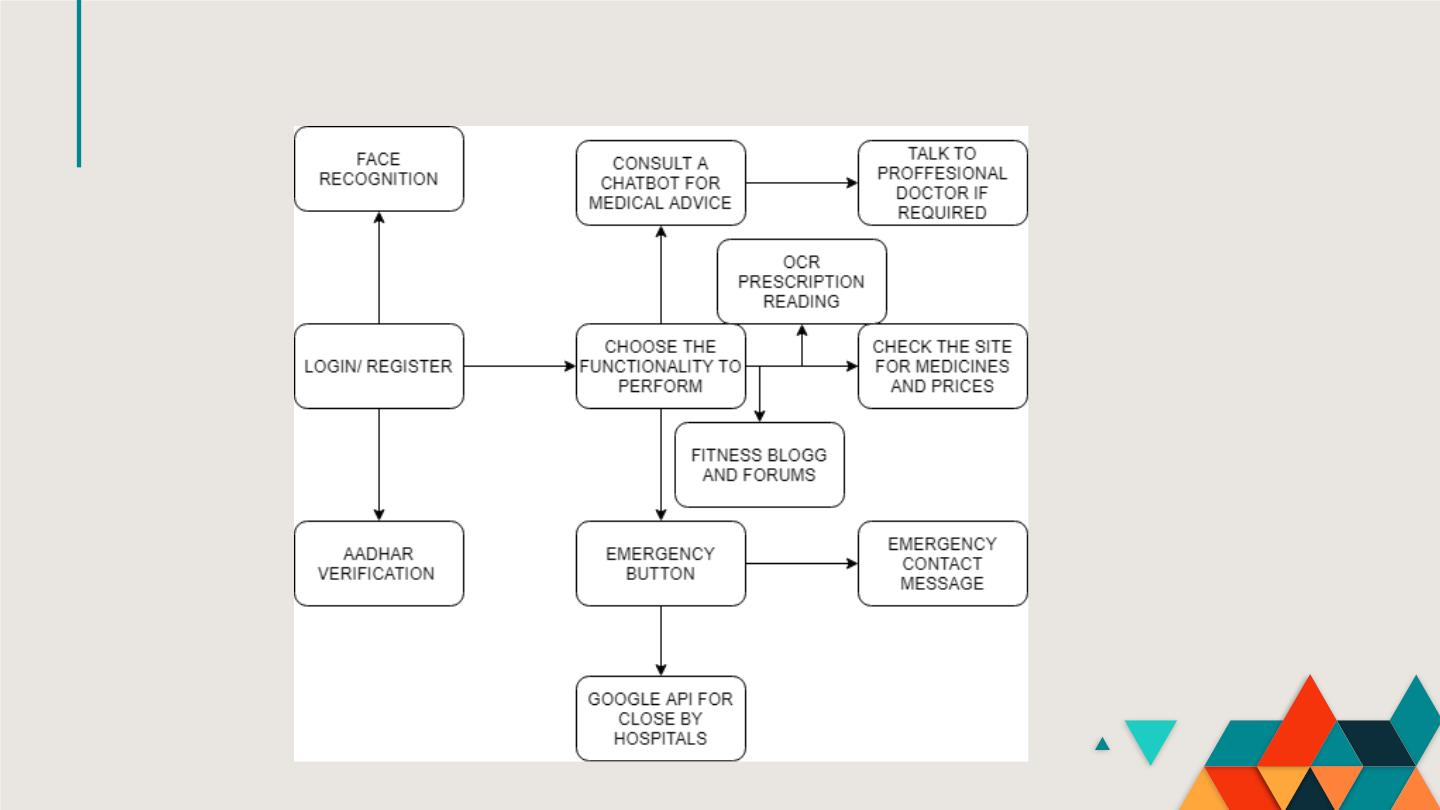 FACE
RECOGNITION
CONSULT A
CHATBOT FOR
MEDICAL ADVICE
TALK TO
PROFFESIONAL
DOCTOR IF
REQUIRED
OCR
PRESCRIPTION
READING
LOGIN/ REGISTER
CHOOSE THE
FUNCTIONALITY TO
PERFORM
CHECK THE SITE
FOR MEDICINES
AND PRICES
FITNESS BLOGG
AND FORUMS
AADHAR
VERIFICATION
EMERGENCY
BUTTON
EMERGENCY
CONTACT
MESSAGE
GOOGLE API FOR
CLOSE BY
HOSPITALS